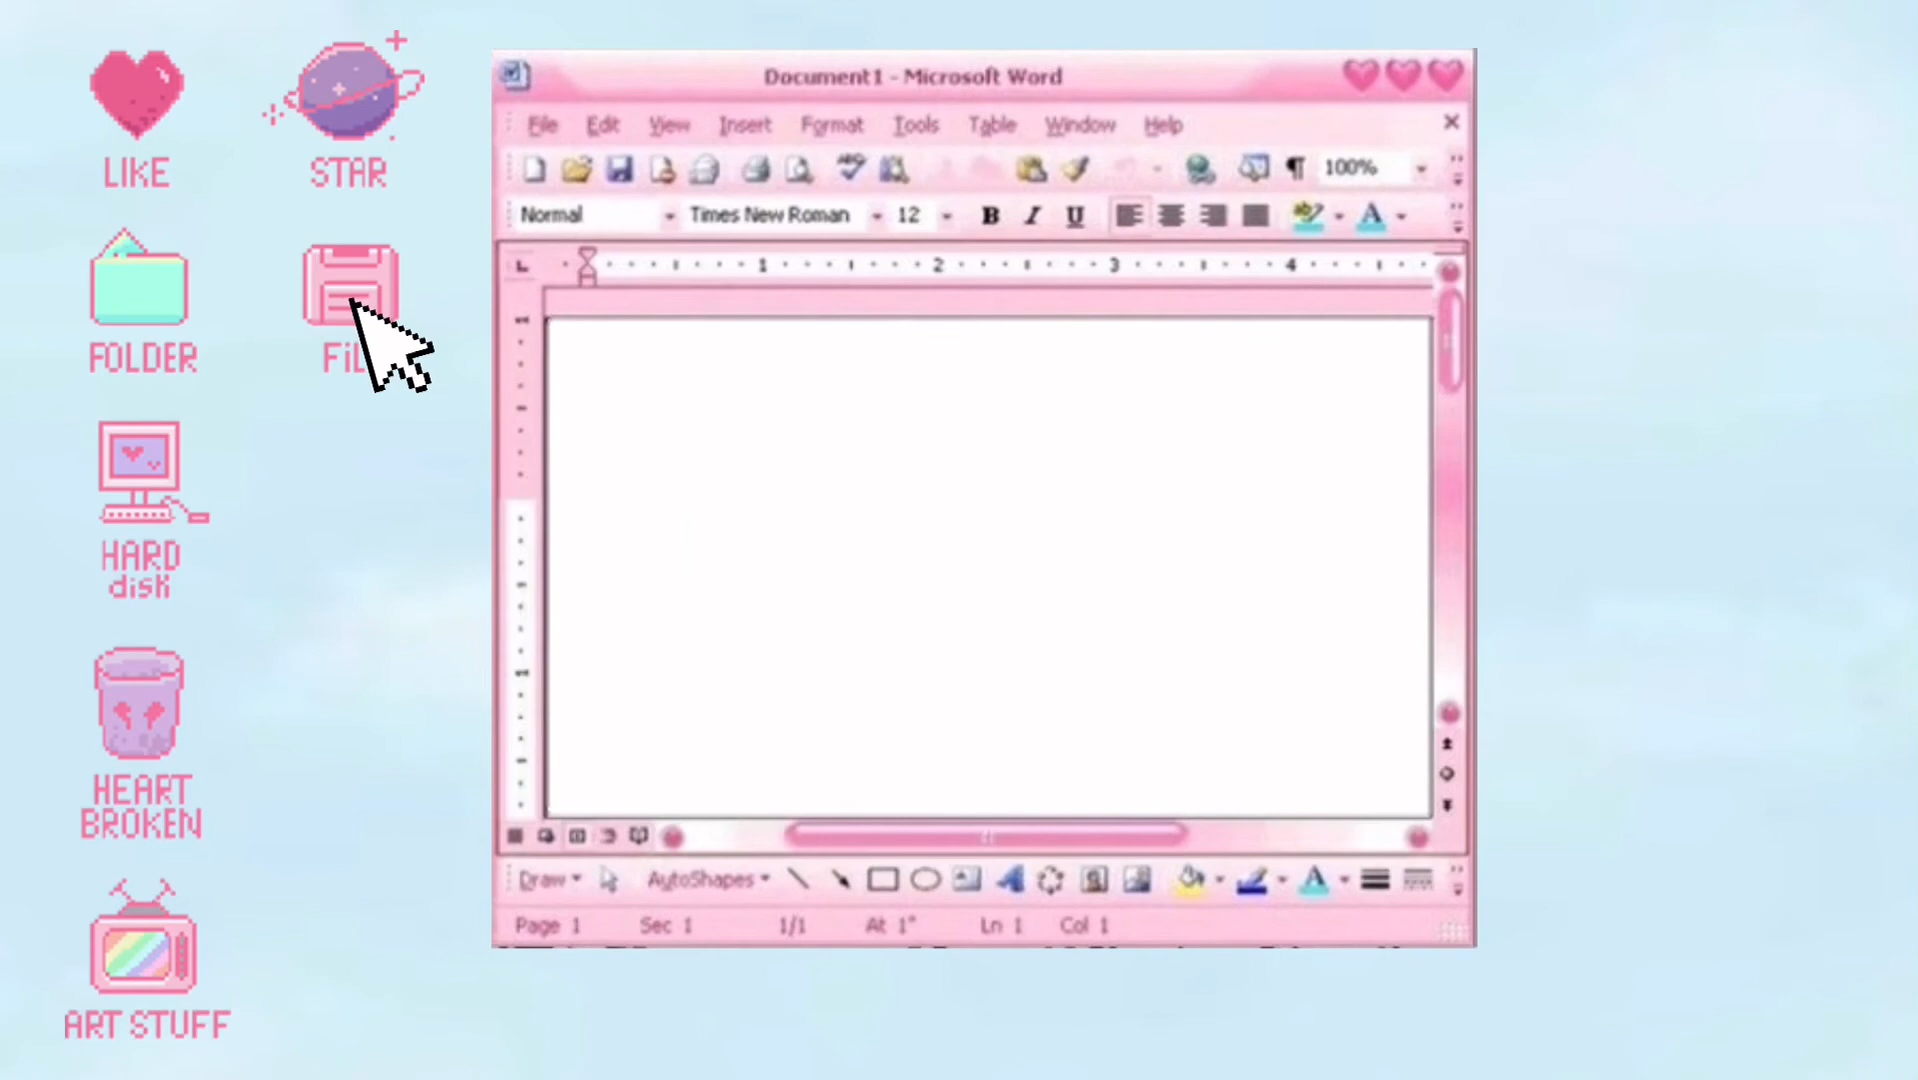 LIKE
STAR
FOLDER
HARD
disk
HEART
BROKEN
ART STUFF
Document1 - Microsoft Word
File Edit View Insert Format Tools Table Window Help
100%
Normal Times New Roman 12 B I U A
L 1 2 3 4
Draw AutoShapes A A
Page 1 Sec 1 1/1 At 1" Ln 1 Col 1